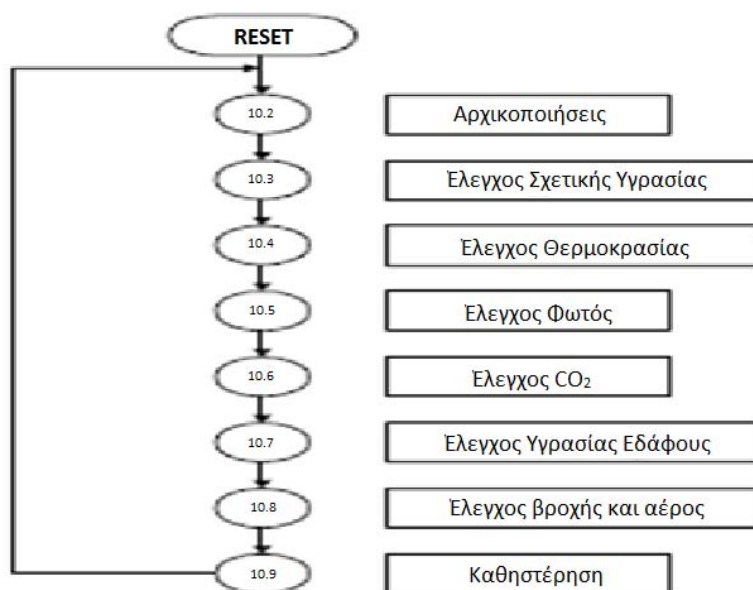 RESET
10.2 Αρχικοποιήσεις
10.3 Έλεγχος Σχετικής Υγρασίας
10.4 Έλεγχος Θερμοκρασίας
10.5 Έλεγχος Φωτός
10.6 Έλεγχος CO₂
10.7 Έλεγχος Υγρασίας Εδάφους
10.8 Έλεγχος βροχής και αέρος
10.9 Καθηστέρηση